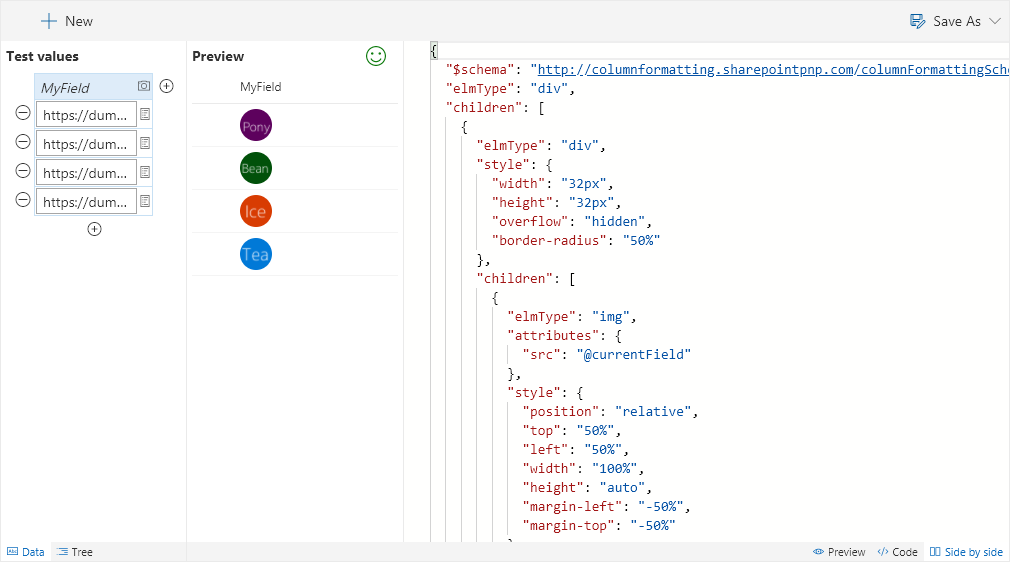 New
Save As
Test values
MyField
https://dum...
https://dum...
https://dum...
https://dum...
Preview
MyField
Pony
Bean
Ice
Tea
{
"$schema": "http://columnformatting.sharepointpnp.com/columnFormattingSche
"elmType": "div",
"children": [
{
"elmType": "div",
"style": {
"width": "32px",
"height": "32px",
"overflow": "hidden",
"border-radius": "50%"
},
"children": [
{
"elmType": "img",
"attributes": {
"src": "@currentField"
},
"style": {
"position": "relative",
"top": "50%",
"left": "50%",
"width": "100%",
"height": "auto",
"margin-left": "-50%",
"margin-top": "-50%"
Data
Tree
Preview
Code
Side by side